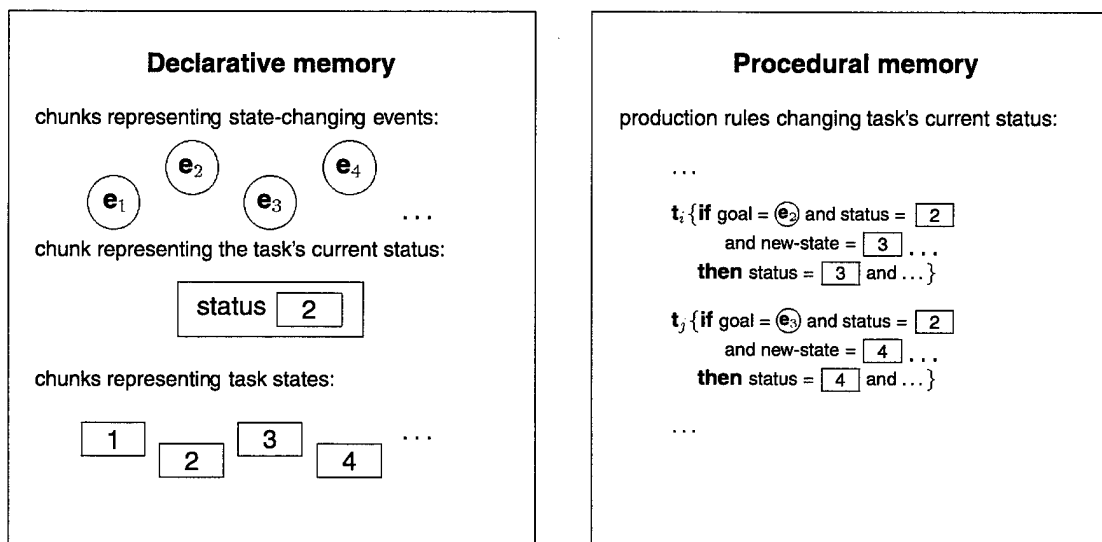 Declarative memory
chunks representing state-changing events:
e₁ e₂ e₃ e₄ ...
chunk representing the task's current status:
status 2
chunks representing task states:
1 2 3 4 ...
Procedural memory
production rules changing task's current status:
...
tᵢ{if goal = e₂ and status = 2
and new-state = 3 ...
then status = 3 and ...}
tⱼ{if goal = e₃ and status = 2
and new-state = 4 ...
then status = 4 and ...}
...